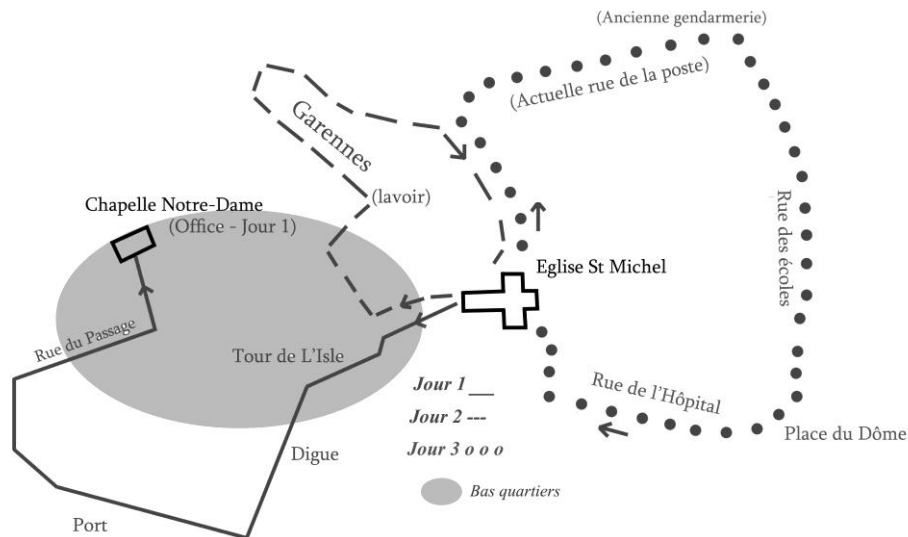 (Ancienne gendarmerie)
(Actuelle rue de la poste)
Garennes
(lavoir)
Chapelle Notre-Dame
(Office - Jour 1)
Rue des écoles
Eglise St Michel
Rue du Passage
Tour de L'Isle
Jour 1 __
Rue de l'Hôpital
Jour 2 ---
Place du Dôme
Digue
Jour 3 o o o
Bas quartiers
Port